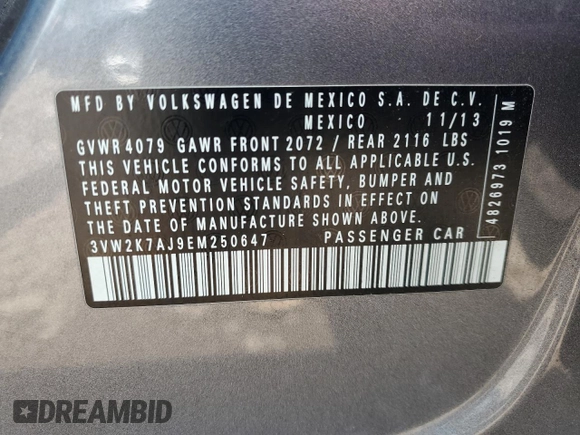 MFD BY VOLKSWAGEN DE MEXICO S.A. DE C.V.
MEXICO 11/13
GVWR 4079 GAWR FRONT 2072 / REAR 2116 LBS
THIS VEHICLE CONFORMS TO ALL APPLICABLE U.S.
FEDERAL MOTOR VEHICLE SAFETY, BUMPER AND
THEFT PREVENTION STANDARDS IN EFFECT ON
THE DATE OF MANUFACTURE SHOWN ABOVE.
3VW2K7AJ9EM250647 PASSENGER CAR
4826973 1019 M
DREAMBID